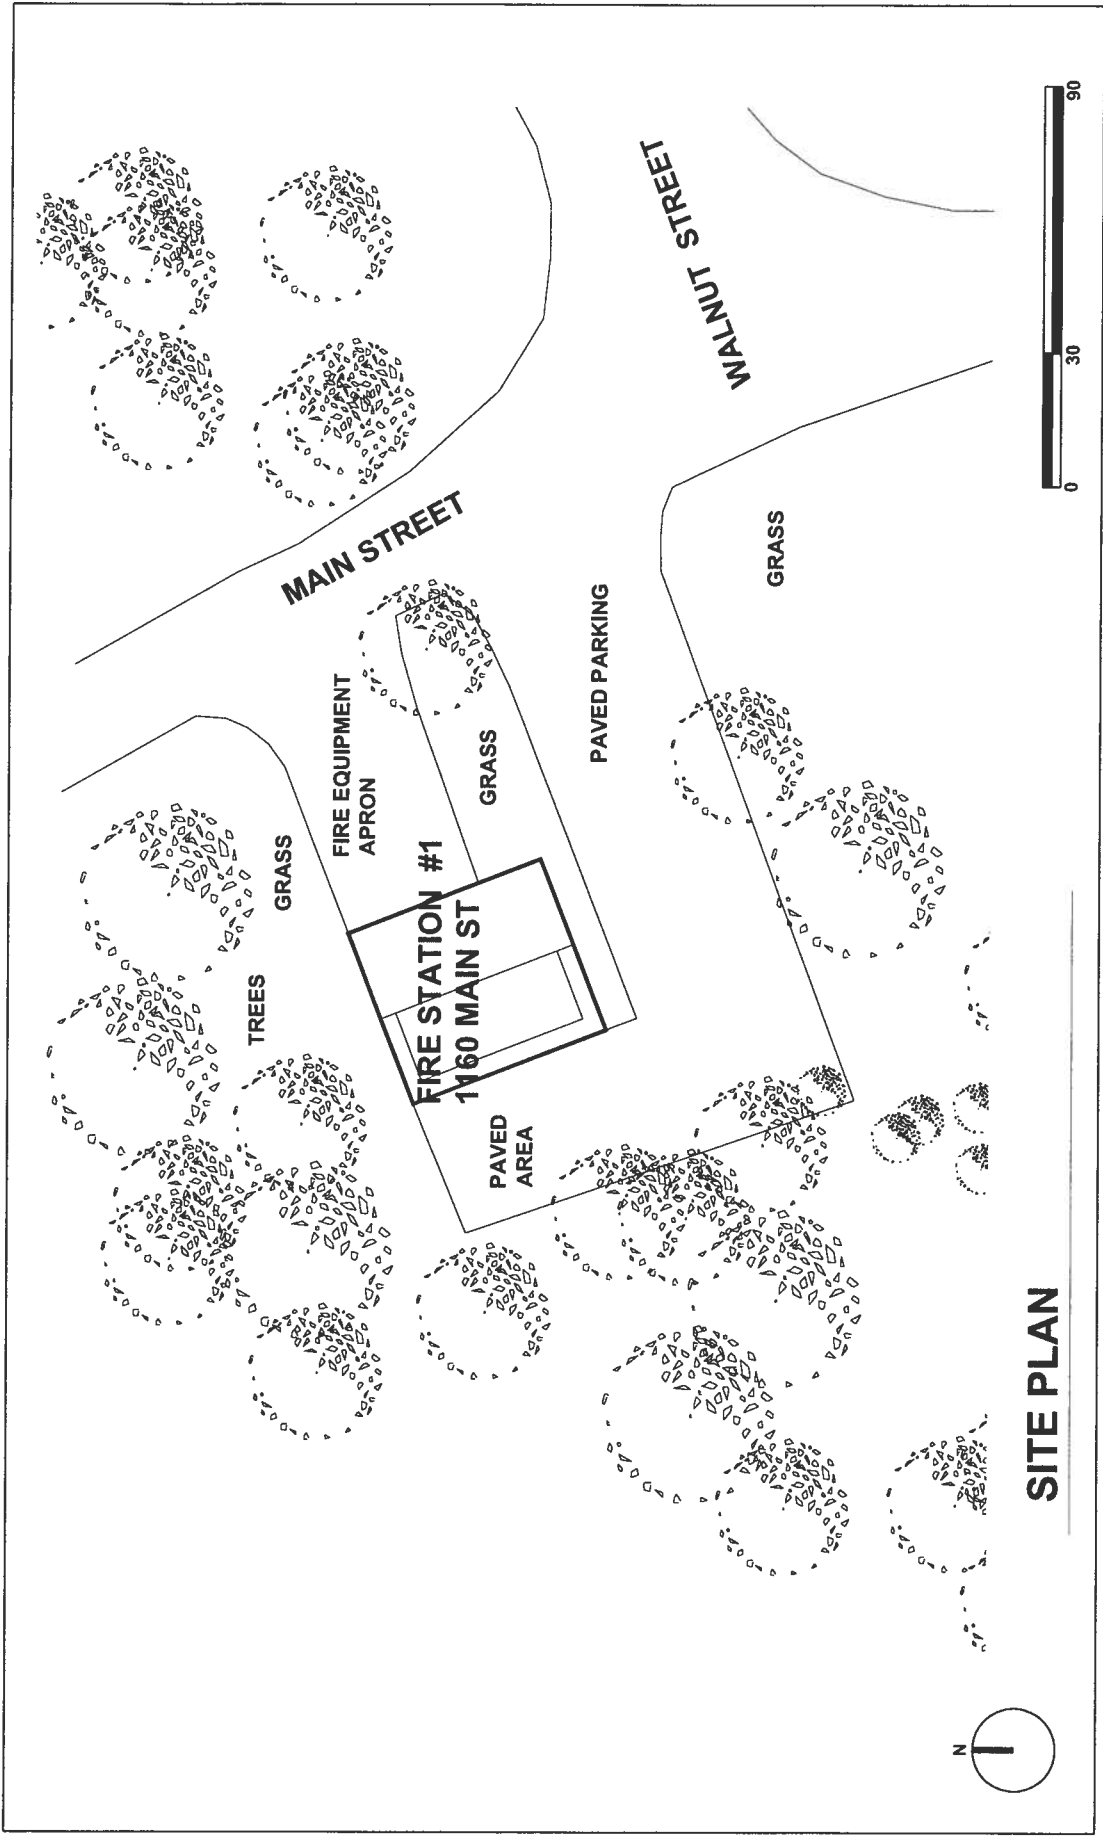 TREES
GRASS
MAIN STREET
FIRE EQUIPMENT
APRON
FIRE STATION #1
1160 MAIN ST
GRASS
PAVED
AREA
PAVED PARKING
WALNUT STREET
GRASS
N
SITE PLAN
0 30 90